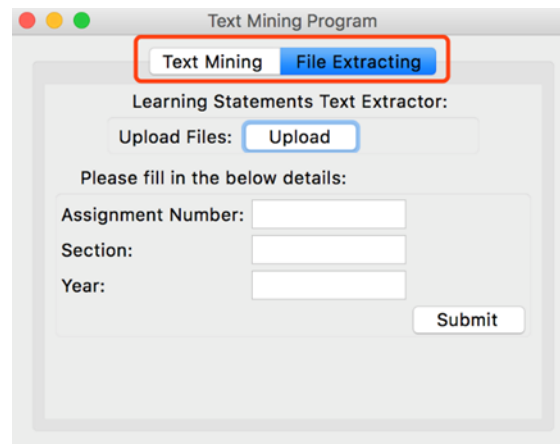 Text Mining Program
Text Mining File Extracting
Learning Statements Text Extractor:
Upload Files: Upload
Please fill in the below details:
Assignment Number:
Section:
Year:
Submit